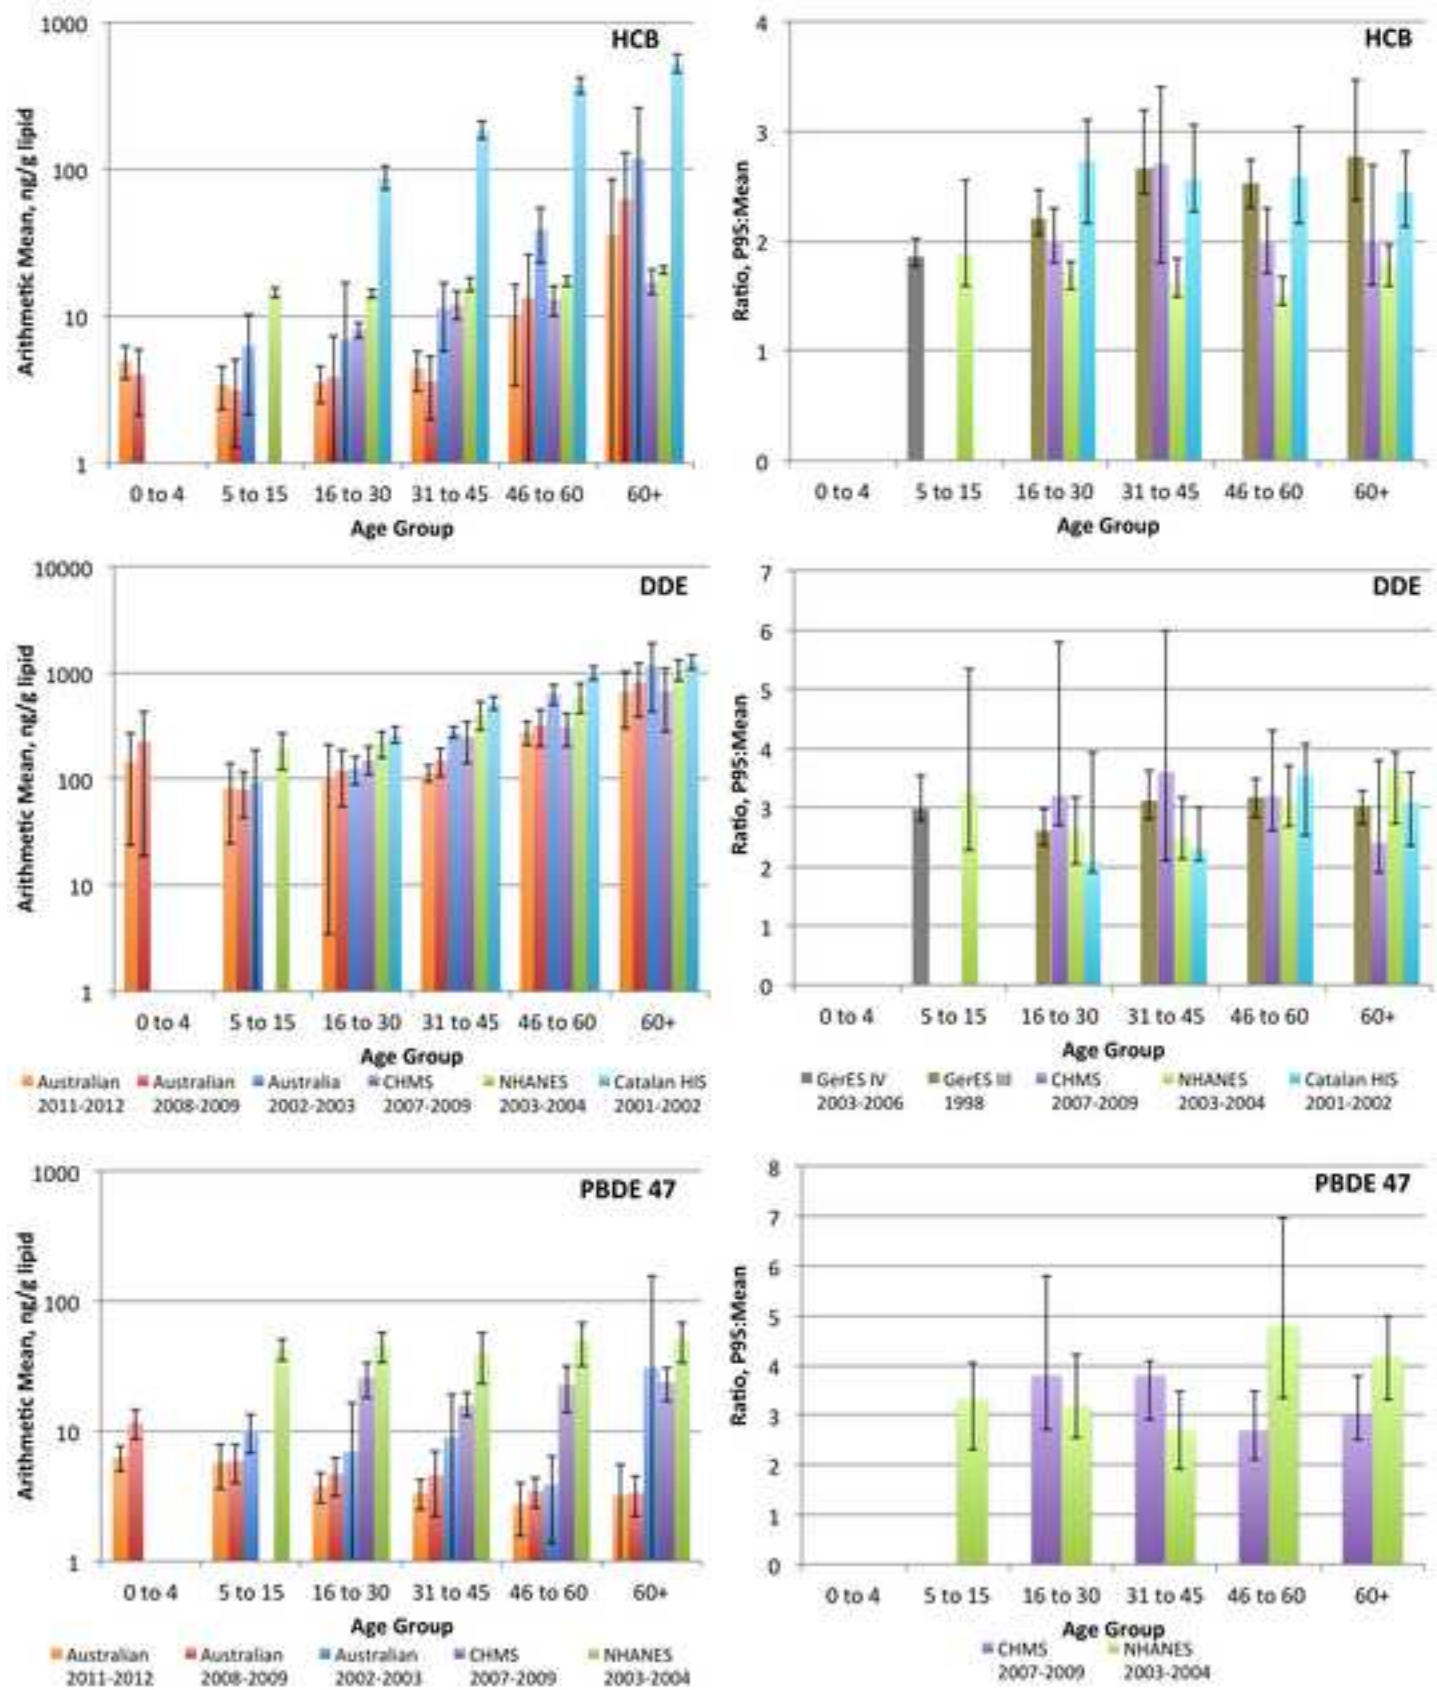 HCB
Arithmetic Mean, ng/g lipid
1000
100
10
1
0 to 4 5 to 15 16 to 30 31 to 45 46 to 60 60+
Age Group
HCB
Ratio, P95:Mean
4
3
2
1
0
0 to 4 5 to 15 16 to 30 31 to 45 46 to 60 60+
Age Group
DDE
Arithmetic Mean, ng/g lipid
10000
1000
100
10
1
0 to 4 5 to 15 16 to 30 31 to 45 46 to 60 60+
Age Group
Australian Australian Australia CHMS NHANES Catalan HIS
2011-2012 2008-2009 2002-2003 2007-2009 2003-2004 2001-2002
DDE
Ratio, P95:Mean
7
6
5
4
3
2
1
0
0 to 4 5 to 15 16 to 30 31 to 45 46 to 60 60+
Age Group
GerES IV GerES III CHMS NHANES Catalan HIS
2003-2006 1998 2007-2009 2003-2004 2001-2002
PBDE 47
Arithmetic Mean, ng/g lipid
1000
100
10
1
0 to 4 5 to 15 16 to 30 31 to 45 46 to 60 60+
Age Group
Australian Australian Australian CHMS NHANES
2011-2012 2008-2009 2002-2003 2007-2009 2003-2004
PBDE 47
Ratio, P95:Mean
8
7
6
5
4
3
2
1
0
0 to 4 5 to 15 16 to 30 31 to 45 46 to 60 60+
Age Group
CHMS NHANES
2007-2009 2003-2004